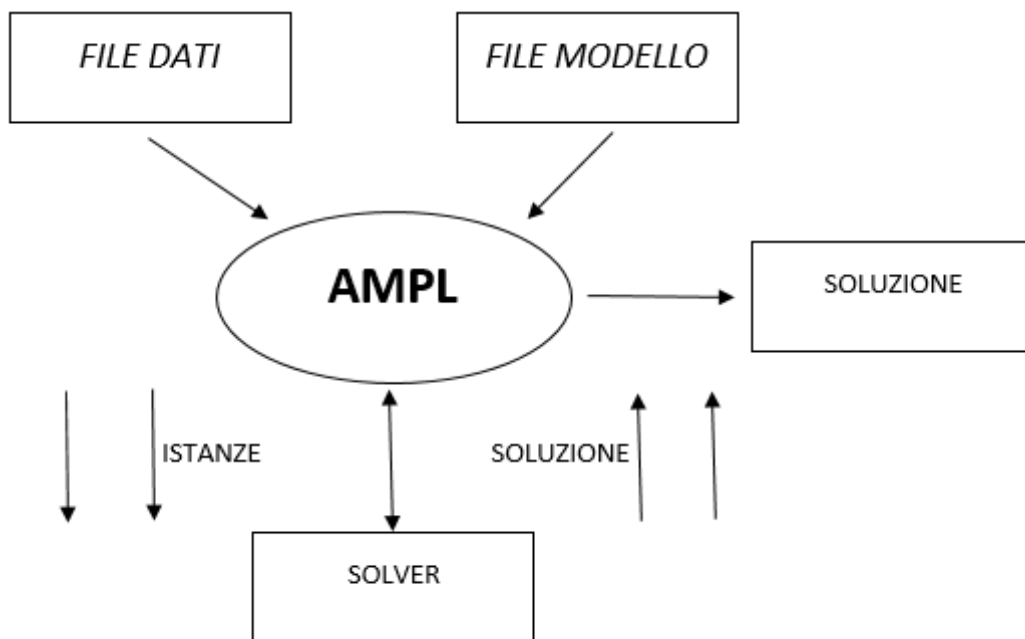 FILE DATI
FILE MODELLO
AMPL
SOLUZIONE
ISTANZE
SOLUZIONE
SOLVER